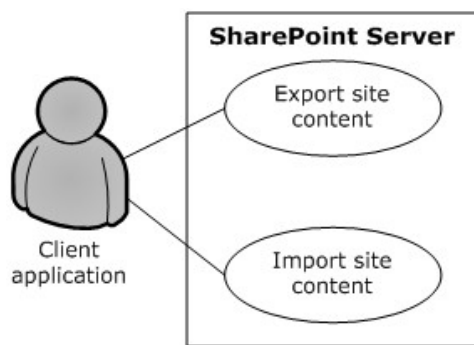 SharePoint Server
Export site
content
Client
application
Import site
content